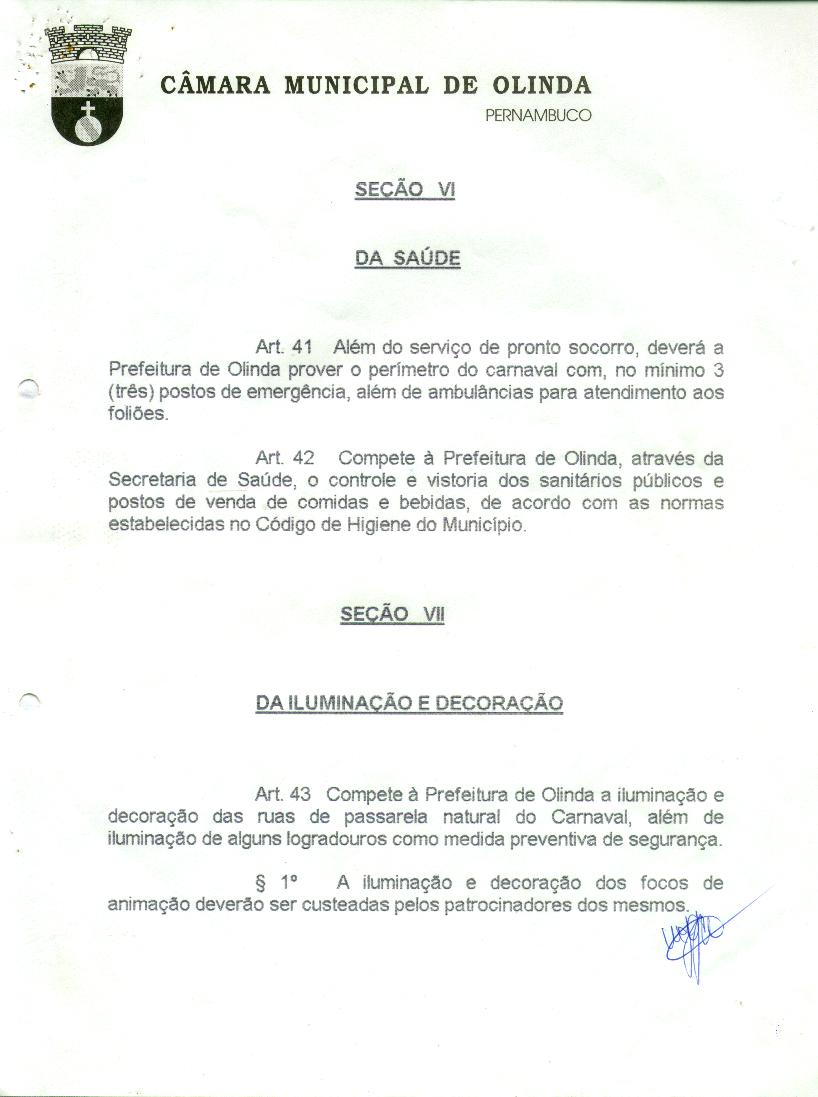 CÂMARA MUNICIPAL DE OLINDA
PERNAMBUCO
SEÇÃO VI
DA SAÚDE
Art. 41 Além do serviço de pronto socorro, deverá a
Prefeitura de Olinda prover o perímetro do carnaval com, no mínimo 3
(três) postos de emergência, além de ambulâncias para atendimento aos
foliões.
Art. 42 Compete à Prefeitura de Olinda, através da
Secretaria de Saúde, o controle e vistoria dos sanitários públicos e
postos de venda de comidas e bebidas, de acordo com as normas
estabelecidas no Código de Higiene do Município.
SEÇÃO VII
DA ILUMINAÇÃO E DECORAÇÃO
Art. 43 Compete à Prefeitura de Olinda a iluminação e
decoração das ruas de passarela natural do Carnaval, além de
iluminação de alguns logradouros como medida preventiva de segurança.
§ 1º A iluminação e decoração dos focos de
animação deverão ser custeadas pelos patrocinadores dos mesmos.